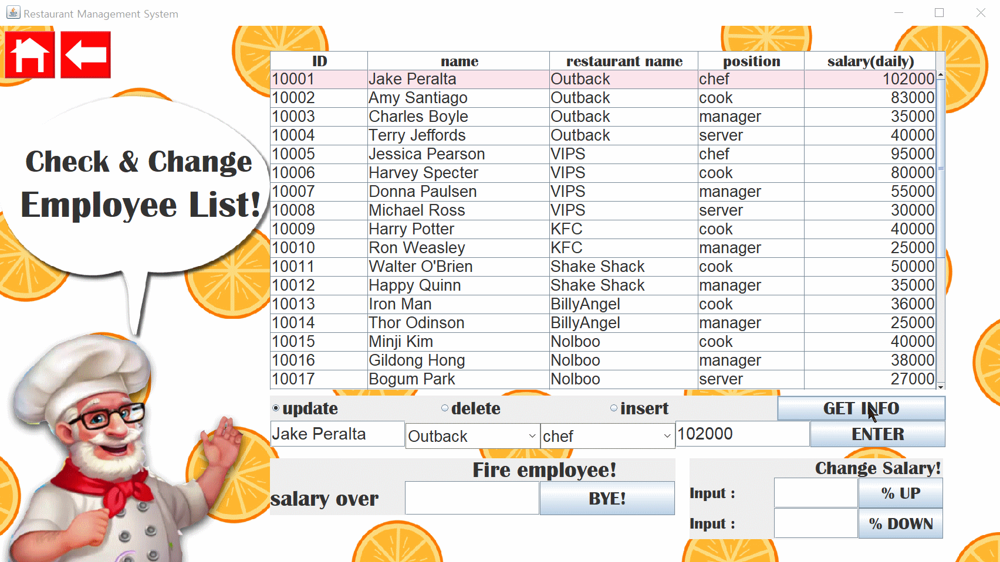 Restaurant Management System
Check & Change
Employee List!
ID name restaurant name position salary(daily)
10001 Jake Peralta Outback chef 102000
10002 Amy Santiago Outback cook 83000
10003 Charles Boyle Outback manager 35000
10004 Terry Jeffords Outback server 40000
10005 Jessica Pearson VIPS chef 95000
10006 Harvey Specter VIPS cook 80000
10007 Donna Paulsen VIPS manager 55000
10008 Michael Ross VIPS server 30000
10009 Harry Potter KFC cook 40000
10010 Ron Weasley KFC manager 25000
10011 Walter O'Brien Shake Shack cook 50000
10012 Happy Quinn Shake Shack manager 35000
10013 Iron Man BillyAngel cook 36000
10014 Thor Odinson BillyAngel manager 25000
10015 Minji Kim Nolboo cook 40000
10016 Gildong Hong Nolboo manager 38000
10017 Bogum Park Nolboo server 27000
update delete insert GET INFO
Jake Peralta Outback chef 102000 ENTER
Fire employee!
salary over BYE!
Change Salary!
Input : % UP
Input : % DOWN